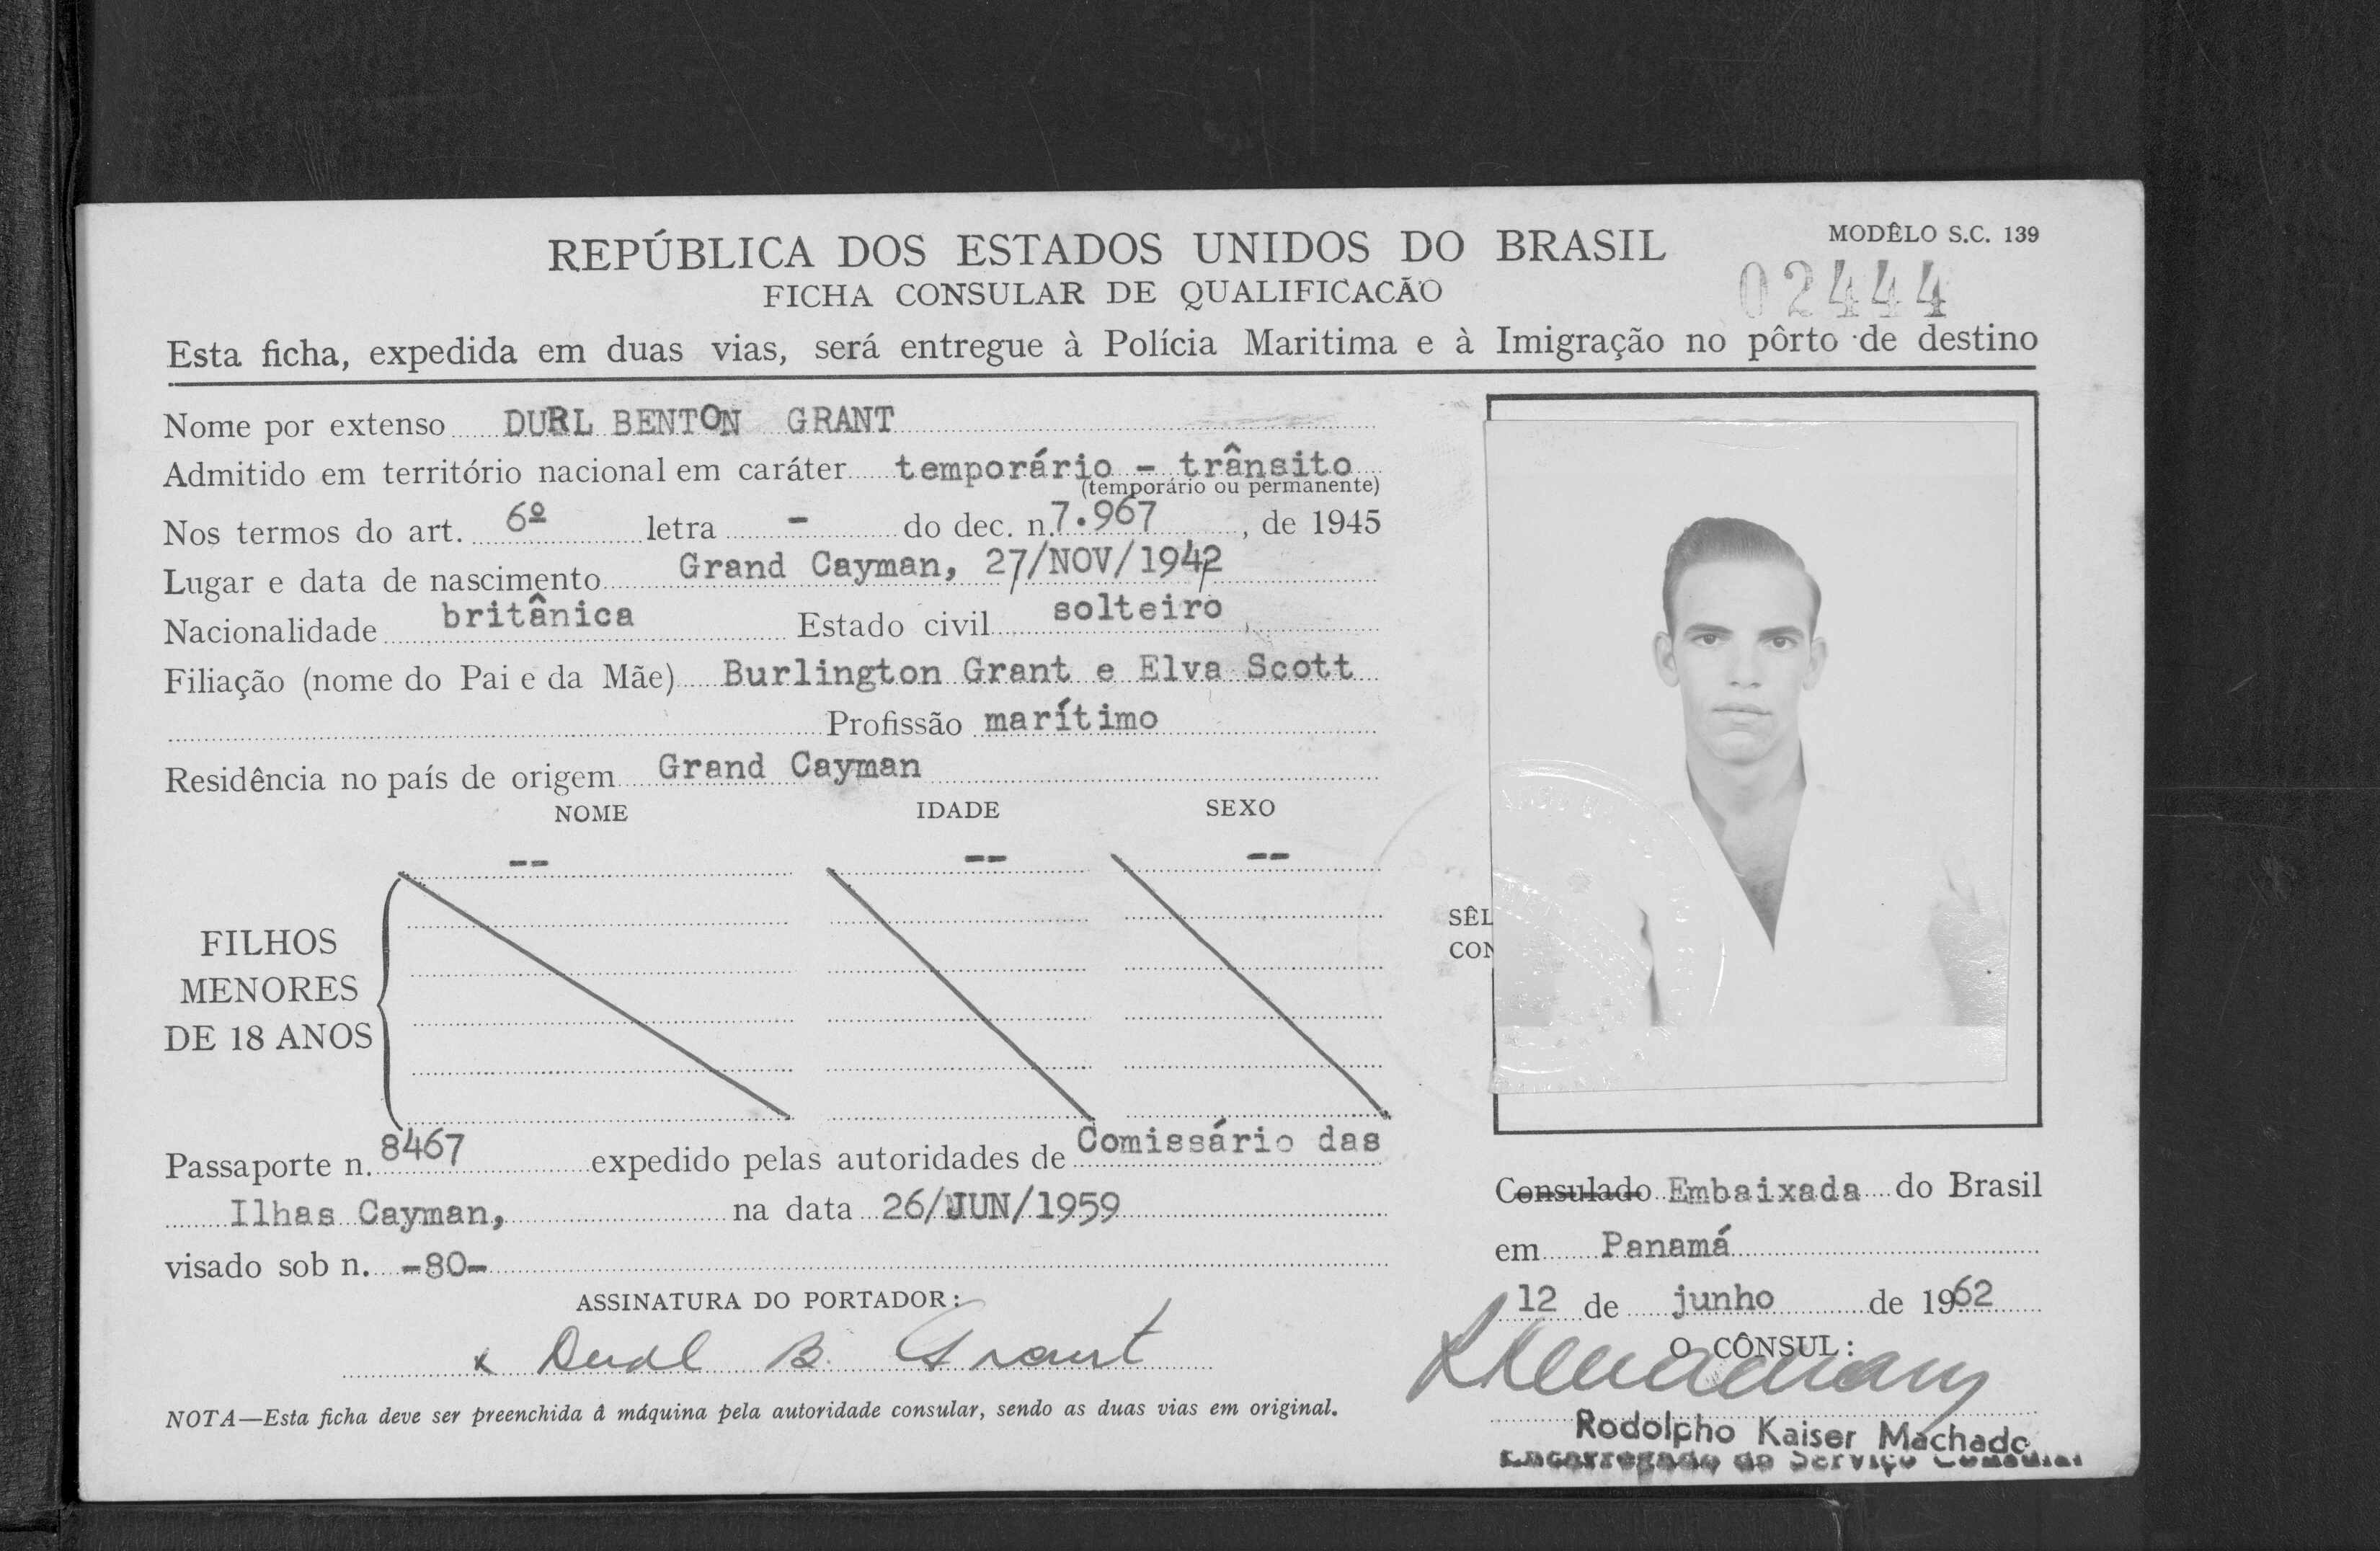 MODÊLO S.C. 139
REPÚBLICA DOS ESTADOS UNIDOS DO BRASIL
02444
FICHA CONSULAR DE QUALIFICACÃO
Esta ficha, expedida em duas vias, será entregue à Polícia Maritima e à Imigração no pôrto de destino
Nome por extenso DURL BENTON GRANT
Admitido em território nacional em caráter temporário - trânsito
(temporário ou permanente)
Nos termos do art. 6º letra - do dec. n. 7.967, de 1945
Lugar e data de nascimento Grand Cayman, 27/NOV/1942
Nacionalidade britânica Estado civil solteiro
Filiação (nome do Pai e da Mãe) Burlington Grant e Elva Scott
Profissão marítimo
Residência no país de origem Grand Cayman
NOME IDADE SEXO
-- -- --
FILHOS
MENORES
DE 18 ANOS
SÊL
CON
Passaporte n. 8467 expedido pelas autoridades de Comissário das
Ilhas Cayman, na data 26/JUN/1959
visado sob n. -80-
ASSINATURA DO PORTADOR:
x Durl B. Grant
NOTA—Esta ficha deve ser preenchida á máquina pela autoridade consular, sendo as duas vias em original.
Consulado Embaixada do Brasil
em Panamá
12 de junho de 1962
O CÔNSUL:
Rodolpho Kaiser Machado
Encarregado do Serviço Consular